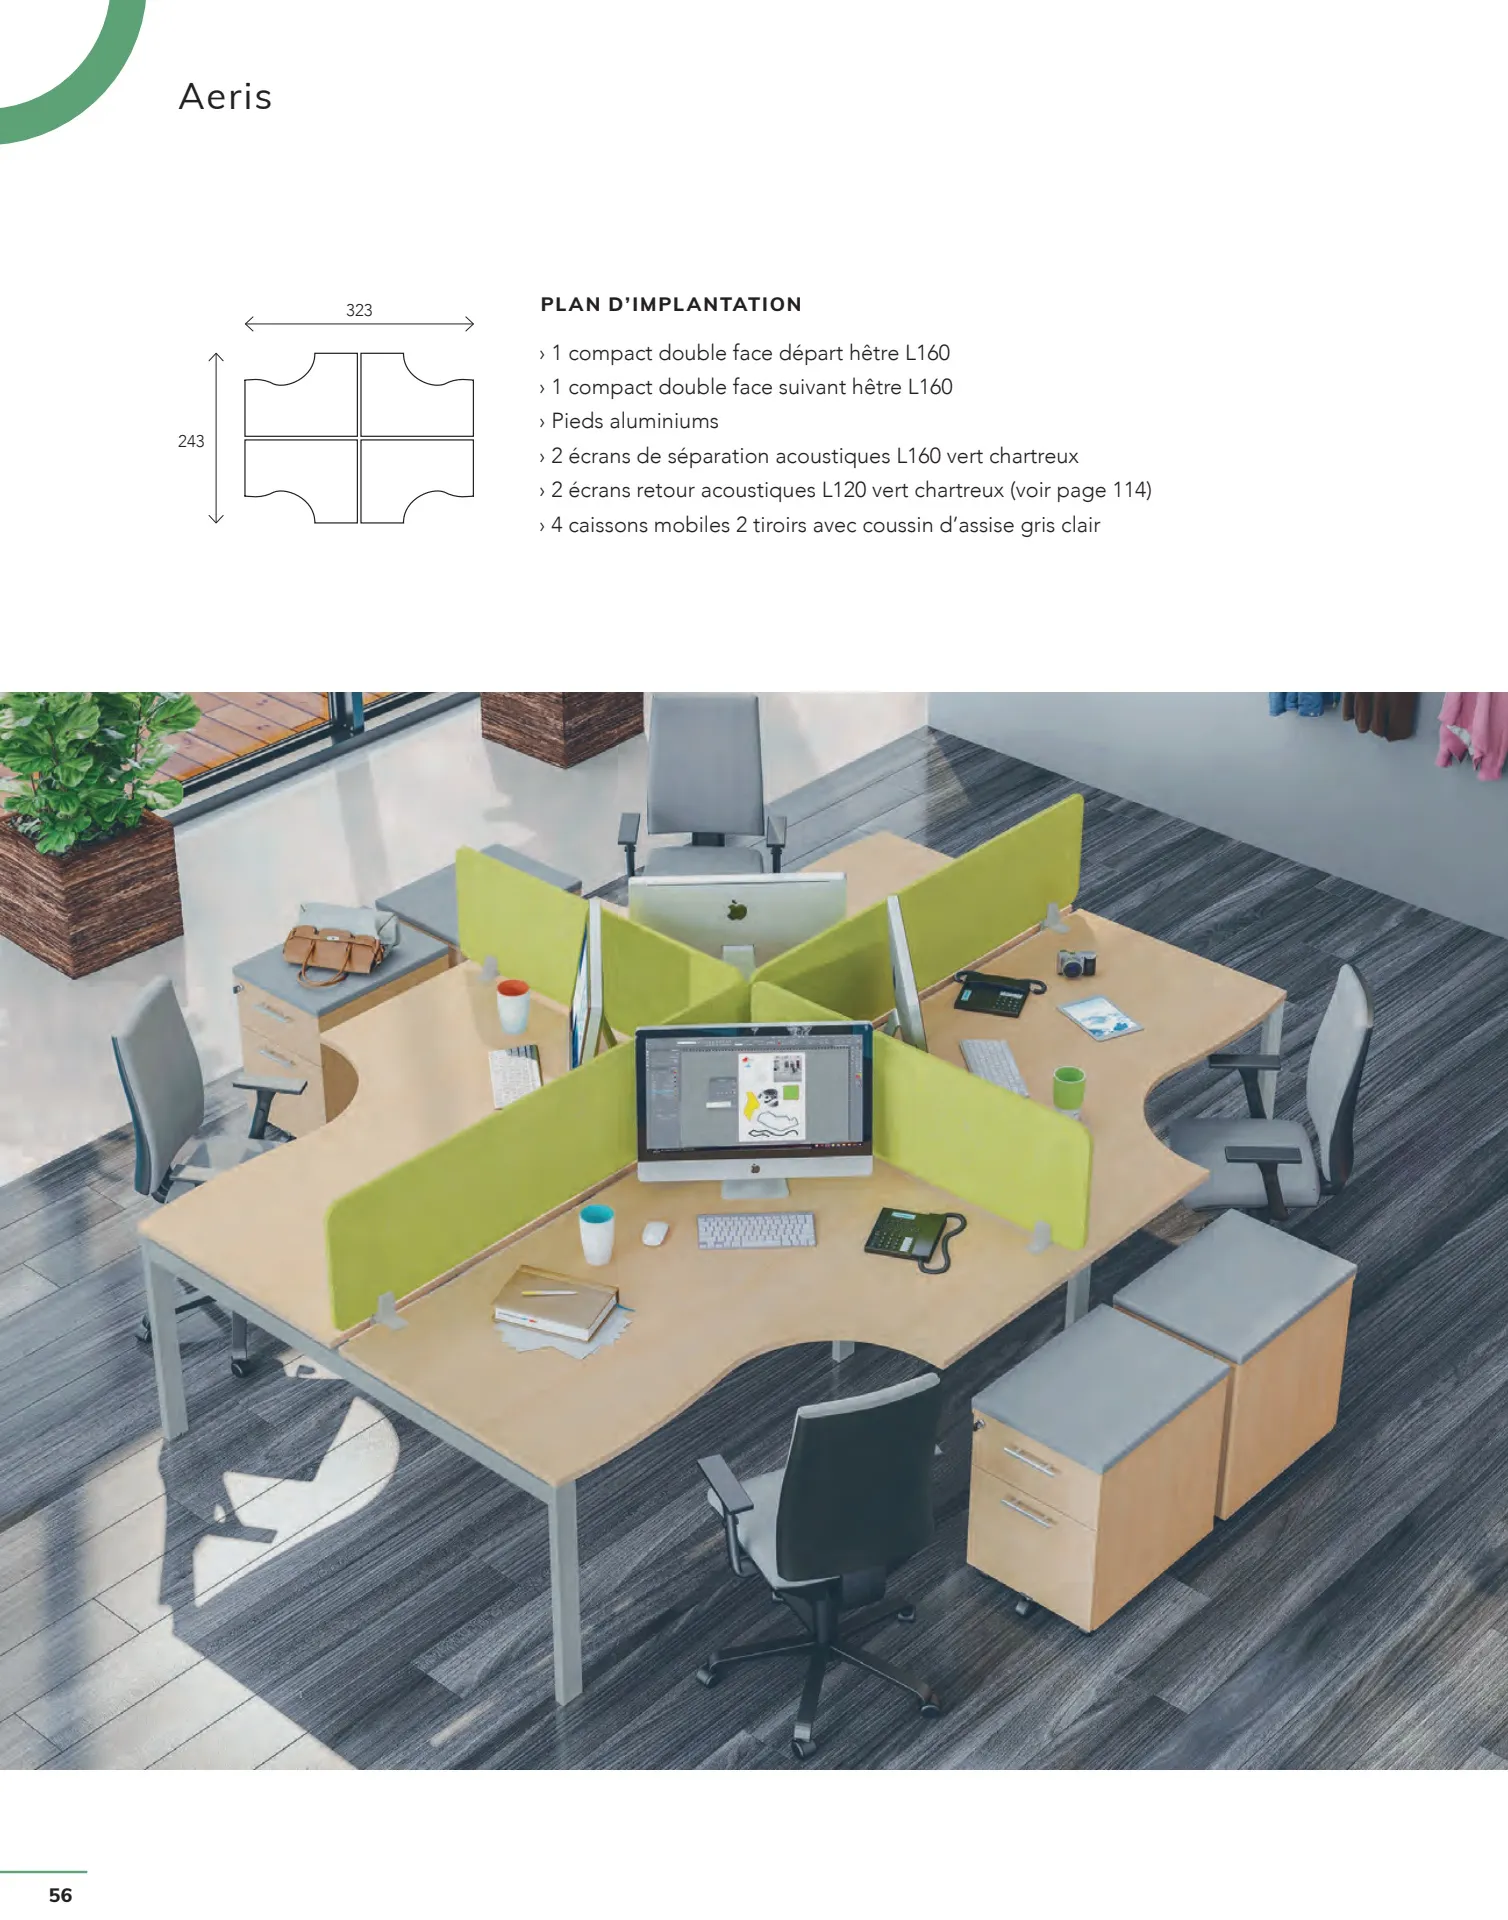 Aeris
323
243
PLAN D’IMPLANTATION
› 1 compact double face départ hêtre L160
› 1 compact double face suivant hêtre L160
› Pieds aluminiums
› 2 écrans de séparation acoustiques L160 vert chartreux
› 2 écrans retour acoustiques L120 vert chartreux (voir page 114)
› 4 caissons mobiles 2 tiroirs avec coussin d’assise gris clair
56